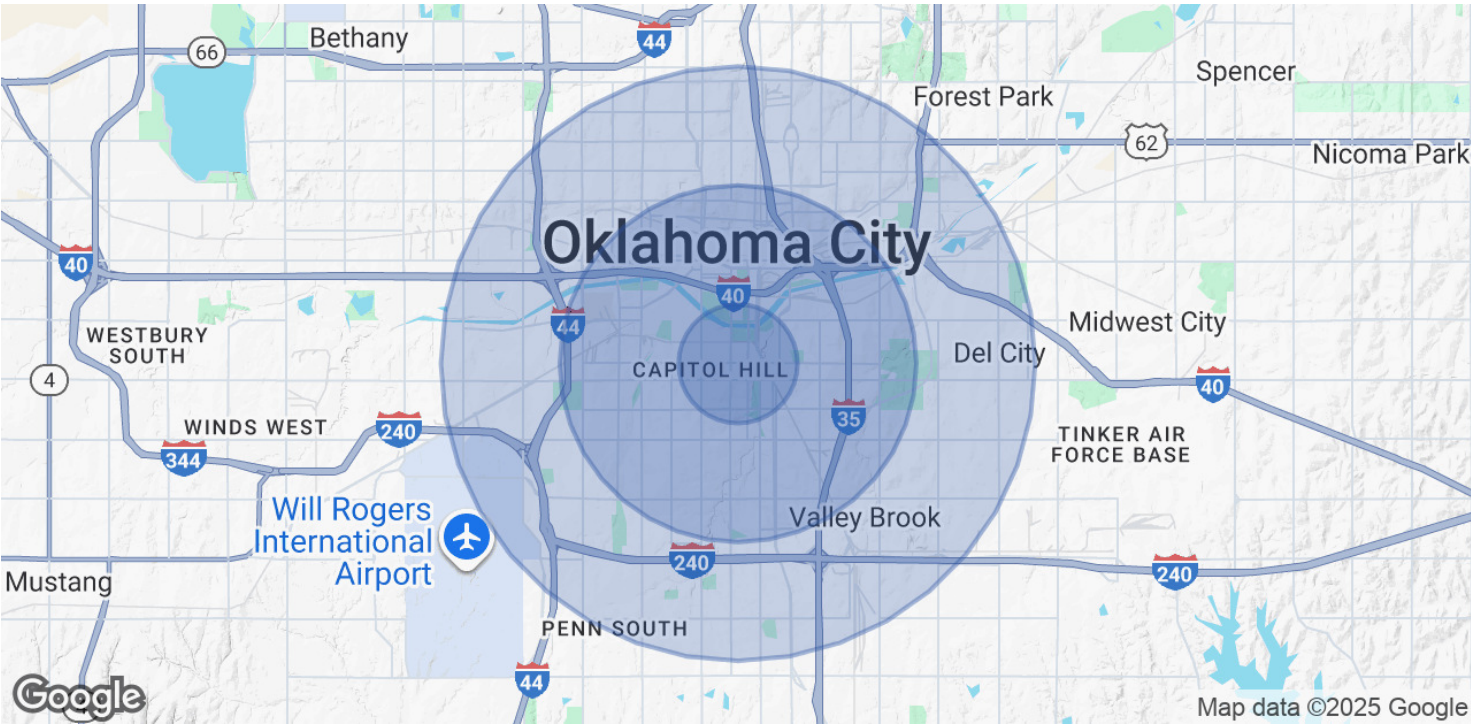 66
Bethany
44
Spencer
Forest Park
62
Nicoma Park
Oklahoma City
40
40
WESTBURY
SOUTH
44
Midwest City
Del City
CAPITOL HILL
4
40
35
WINDS WEST
240
344
TINKER AIR
FORCE BASE
Will Rogers
International
Airport
Valley Brook
240
240
Mustang
PENN SOUTH
44
Google
Map data ©2025 Google